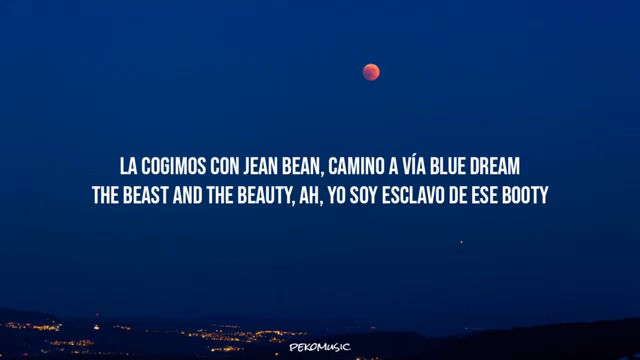 LA COGIMOS CON JEAN BEAN, CAMINO A VÍA BLUE DREAM
THE BEAST AND THE BEAUTY, AH, YO SOY ESCLAVO DE ESE BOOTY
PEKOMUSIC